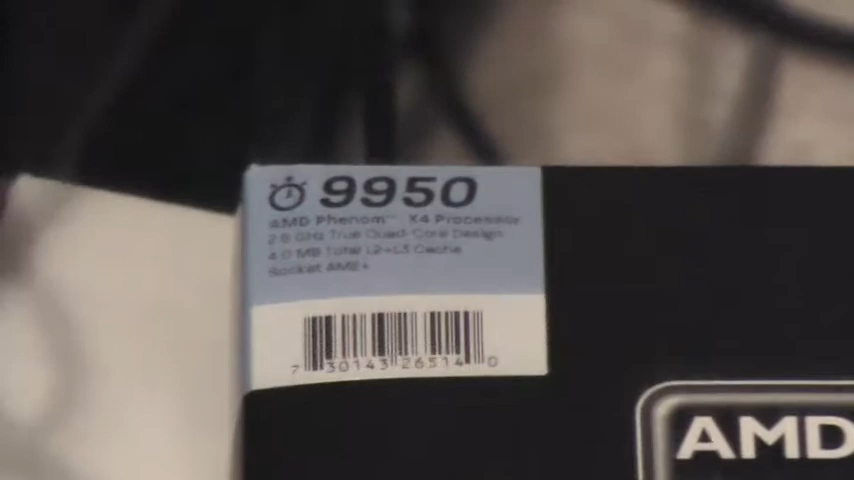 9950
AMD Phenom™ X4 Processor
2.6 GHz True Quad-Core Design
4.0 MB Total L2+L3 Cache
Socket AM2+
7 30143 26514 0
AMD